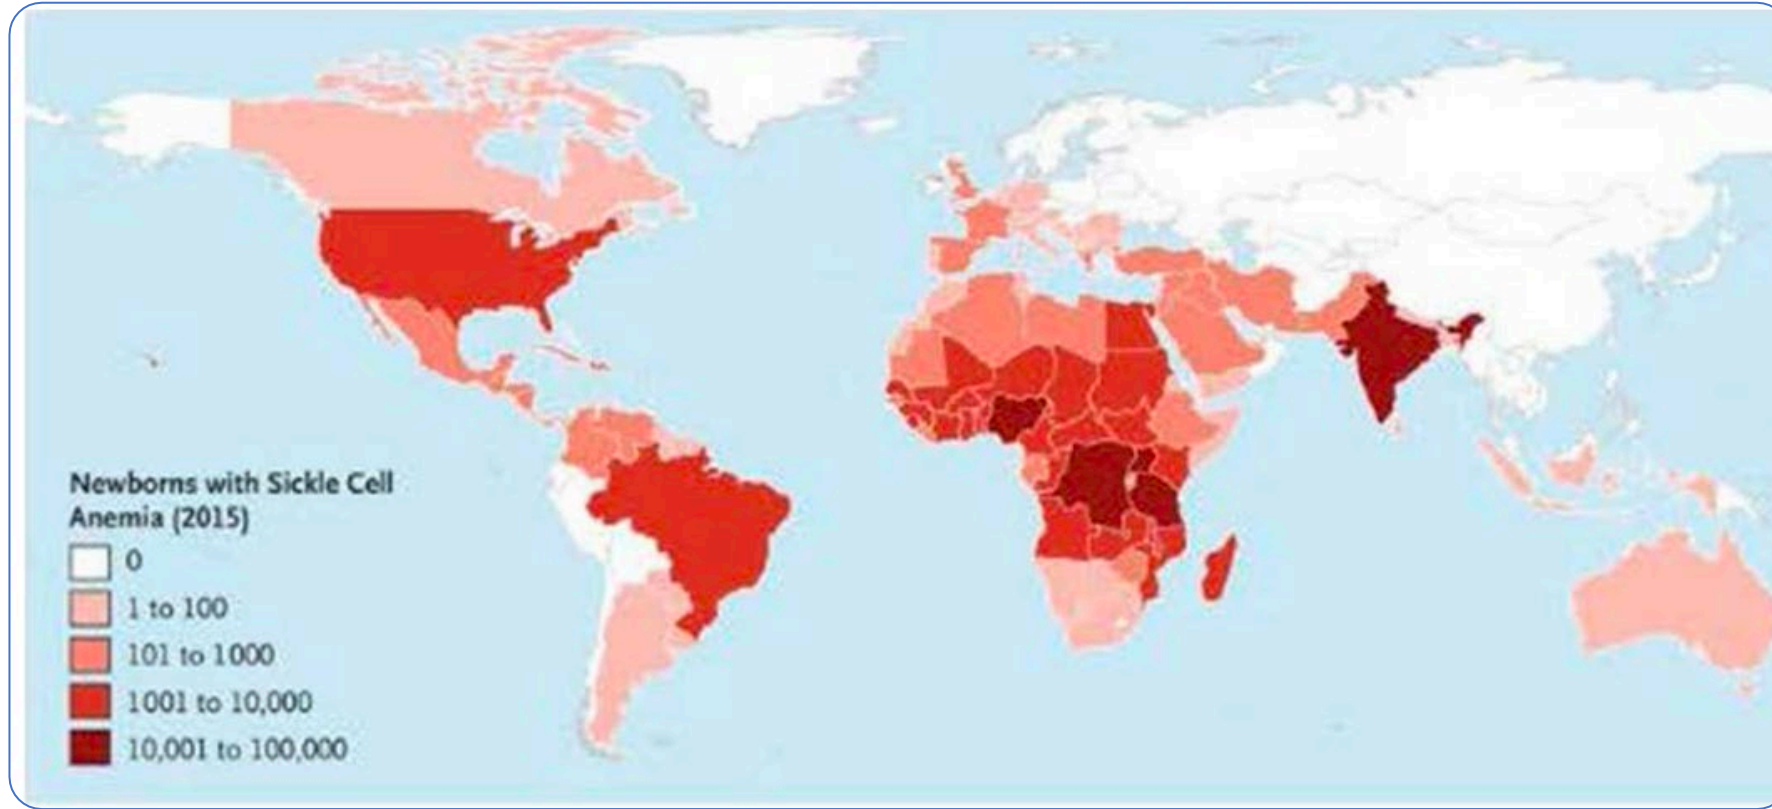 Newborns with Sickle Cell
Anemia (2015)
0
1 to 100
101 to 1000
1001 to 10,000
10,001 to 100,000